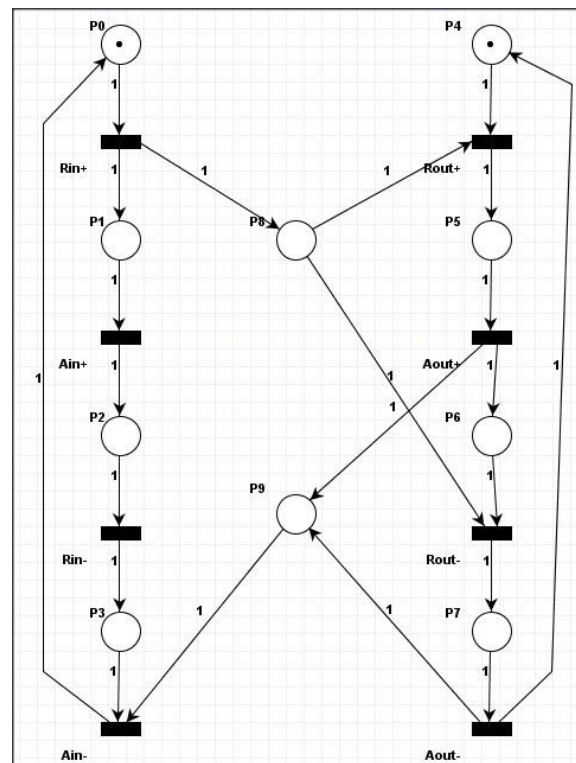 P0 P4
1 1
Rin+ 1 1 1 1 Rout+
P1 P8 P5
1 1
Ain+ 1 Aout+ 1
1 1 1
P2 1 P6
1 1
P9
Rin- 1 Rout- 1
P3 1 1 P7
1 1
Ain- Aout-